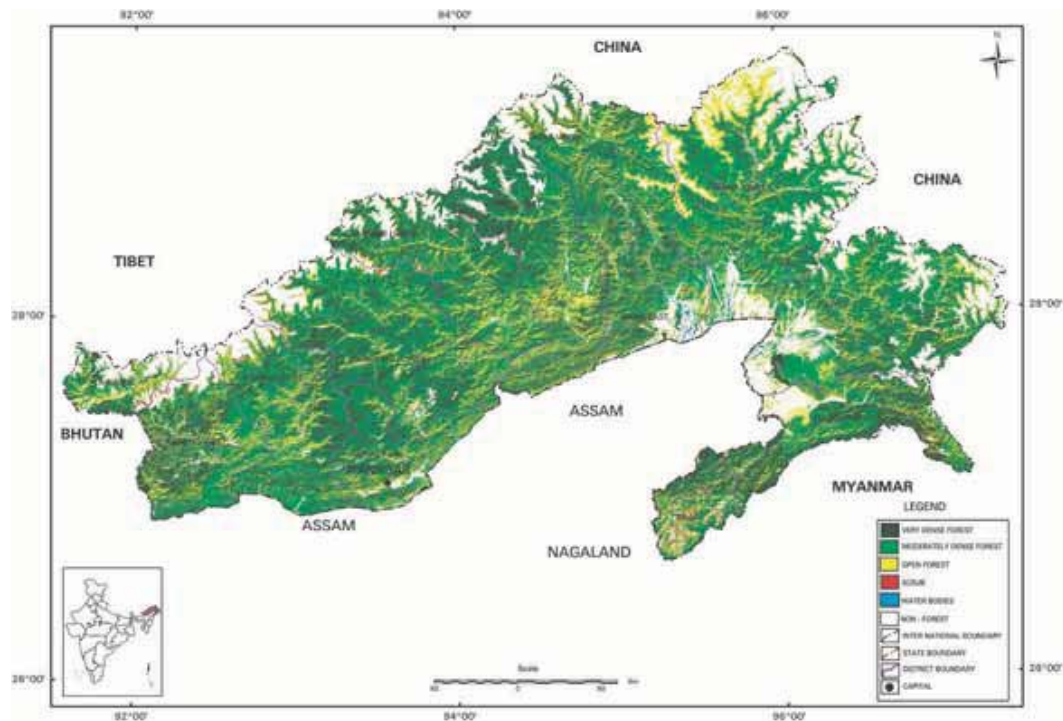 92°00'
94°00'
96°00'
CHINA
N
CHINA
TIBET
28°00'
28°00'
ASSAM
BHUTAN
MYANMAR
ASSAM
NAGALAND
LEGEND
VERY DENSE FOREST
MODERATELY DENSE FOREST
OPEN FOREST
SCRUB
WATER BODIES
NON - FOREST
INTER NATIONAL BOUNDARY
STATE BOUNDARY
DISTRICT BOUNDARY
CAPITAL
Scale
0
26°00'
26°00'
92°00'
94°00'
96°00'